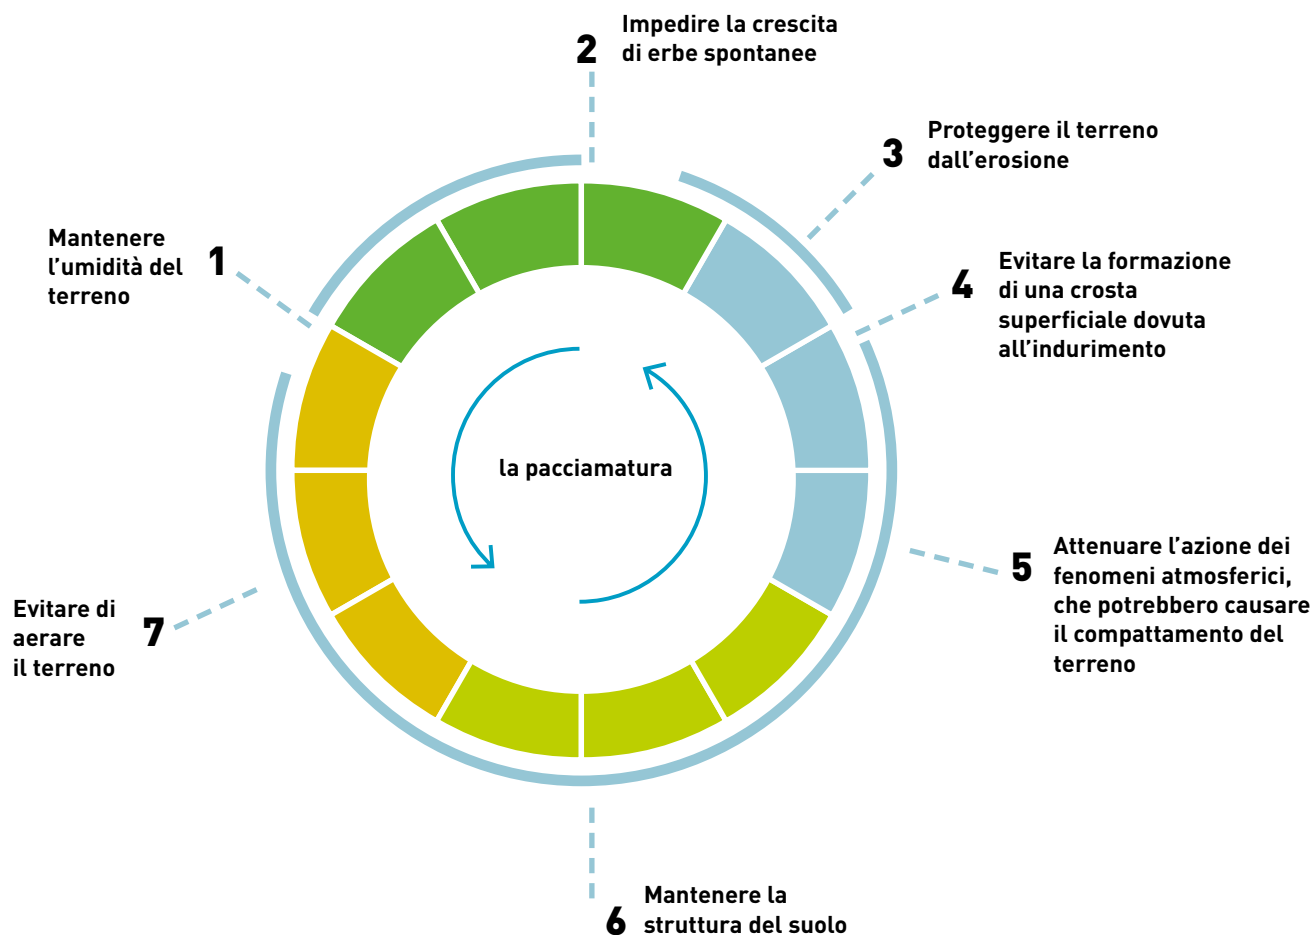 1
Mantenere
l'umidità del
terreno
2
Impedire la crescita
di erbe spontanee
3
Proteggere il terreno
dall'erosione
4
Evitare la formazione
di una crosta
superficiale dovuta
all'indurimento
5
Attenuare l'azione dei
fenomeni atmosferici,
che potrebbero causare
il compattamento del
terreno
6
Mantenere la
struttura del suolo
7
Evitare di
aerare
il terreno
la pacciamatura